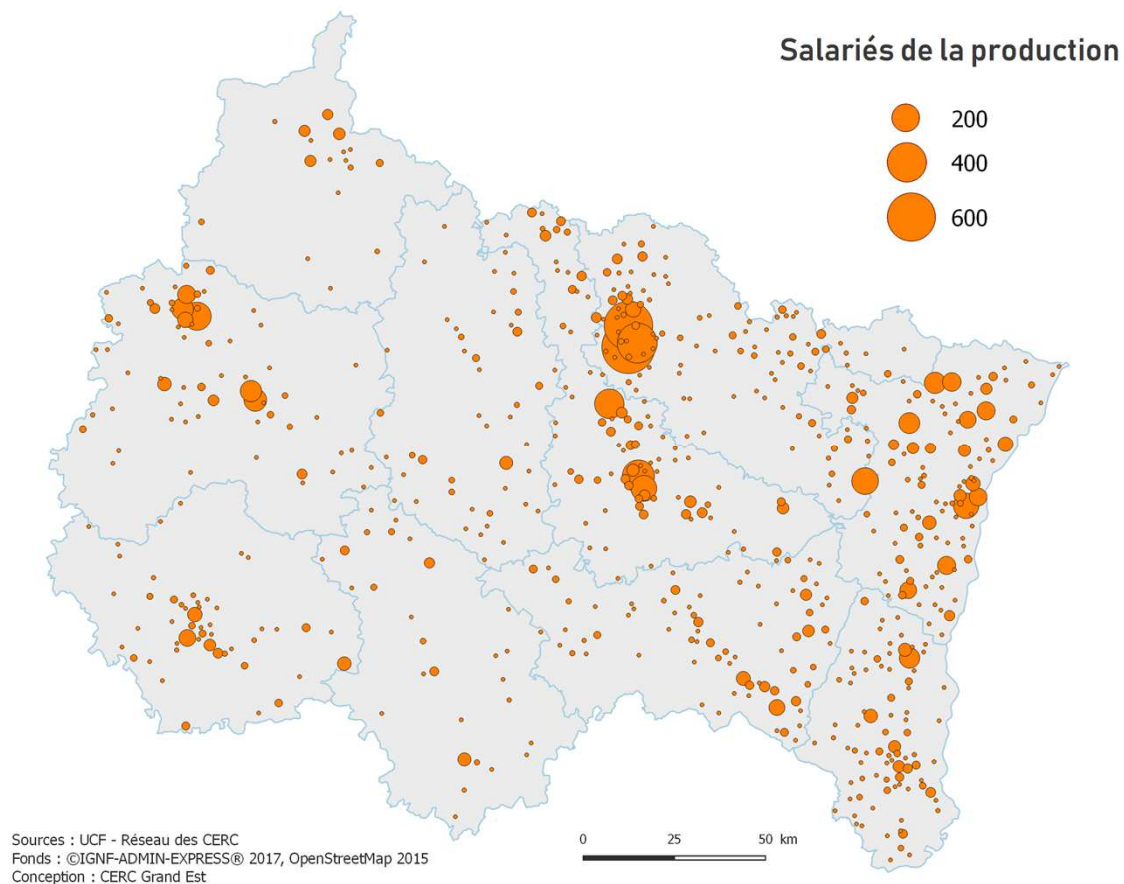 Salariés de la production
200
400
600
Sources : UCF - Réseau des CERC
Fonds : ©IGNF-ADMIN-EXPRESS® 2017, OpenStreetMap 2015
Conception : CERC Grand Est
0 25 50 km